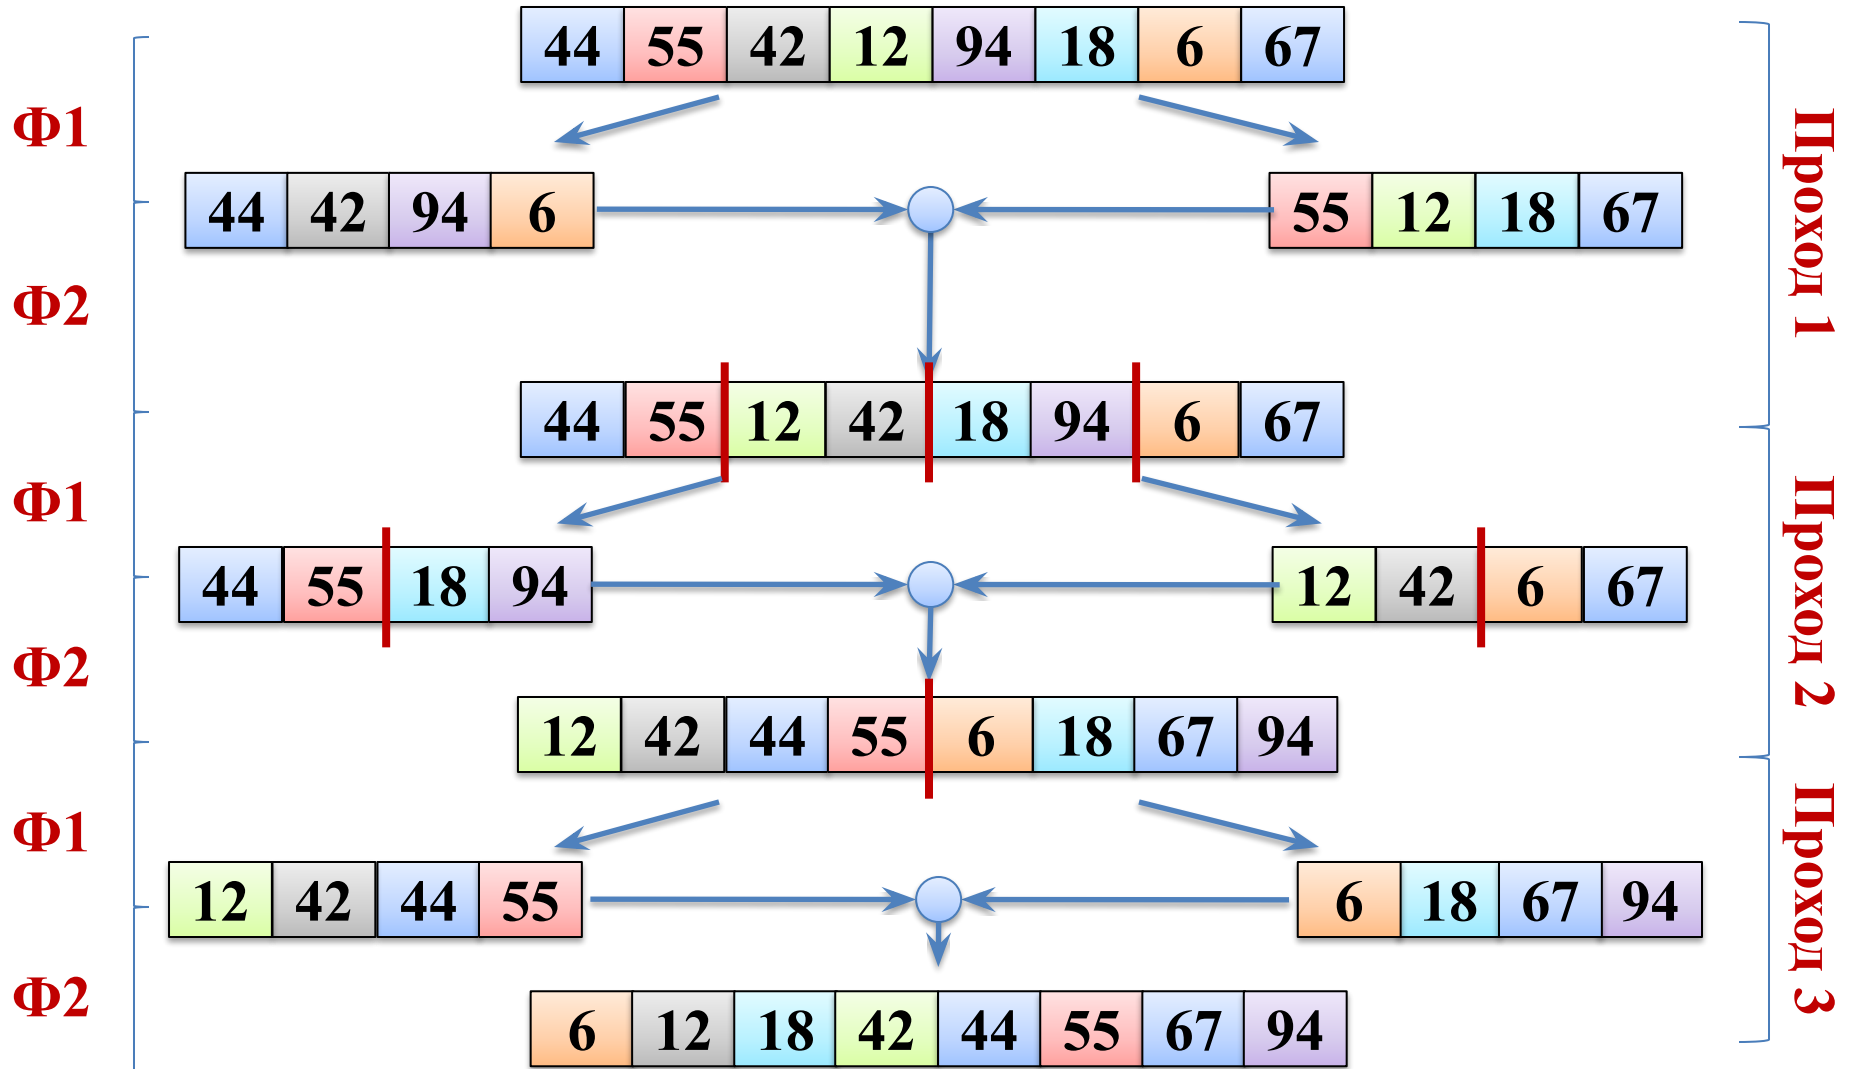 44 55 42 12 94 18 6 67
Ф1
44 42 94 6
55 12 18 67
Проход 1
Ф2
44 55 12 42 18 94 6 67
Ф1
44 55 18 94
12 42 6 67
Проход 2
Ф2
12 42 44 55 6 18 67 94
Ф1
12 42 44 55
6 18 67 94
Проход 3
Ф2
6 12 18 42 44 55 67 94